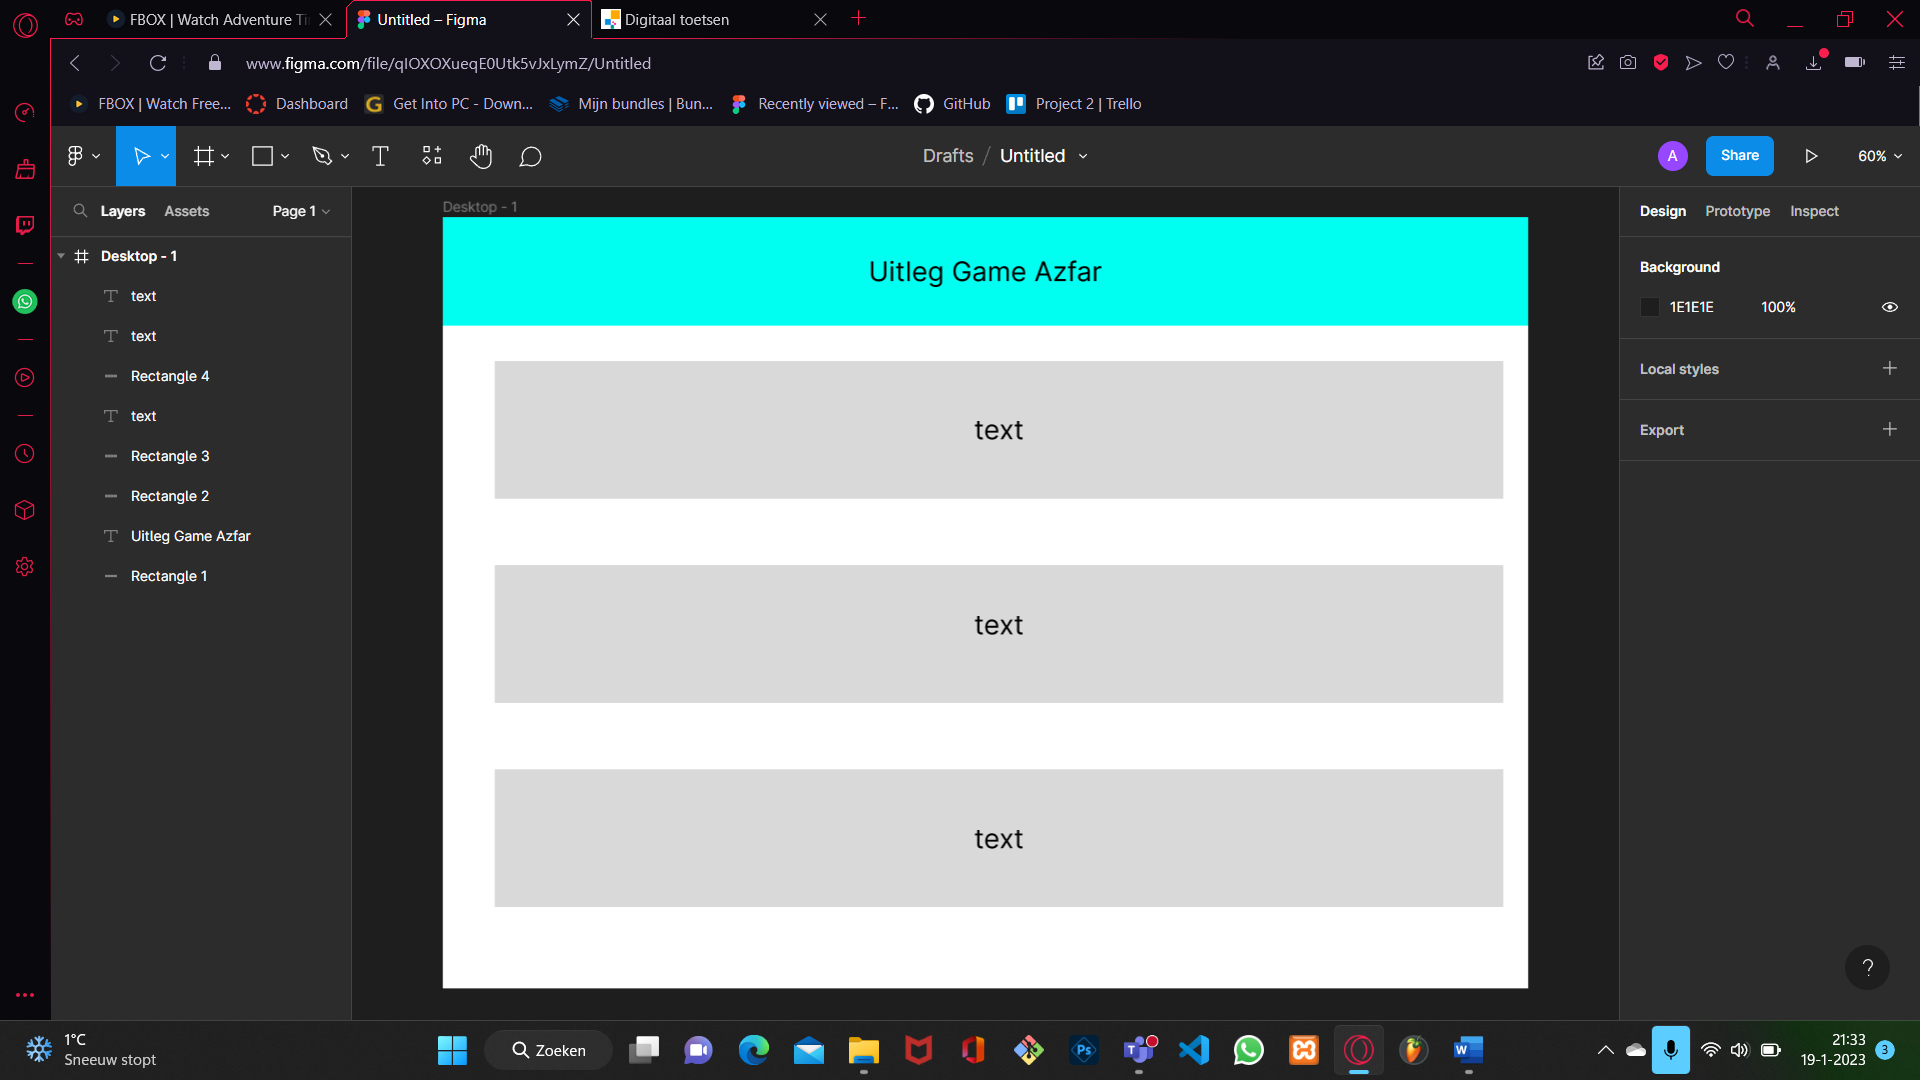 FBOX | Watch Adventure Ti
Untitled – Figma
Digitaal toetsen
www.figma.com/file/qIOXOXueqE0Utk5vJxLymZ/Untitled
FBOX | Watch Free...
Dashboard
Get Into PC - Down...
Mijn bundles | Bun...
Recently viewed – F...
GitHub
Project 2 | Trello
Drafts / Untitled
A
Share
60%
Layers
Assets
Page 1
Desktop - 1
text
text
Rectangle 4
text
Rectangle 3
Rectangle 2
Uitleg Game Azfar
Rectangle 1
Desktop - 1
Uitleg Game Azfar
text
text
text
Design
Prototype
Inspect
Background
1E1E1E
100%
Local styles
Export
?
1°C
Sneeuw stopt
Zoeken
Ps
T
W
21:33
19-1-2023
3